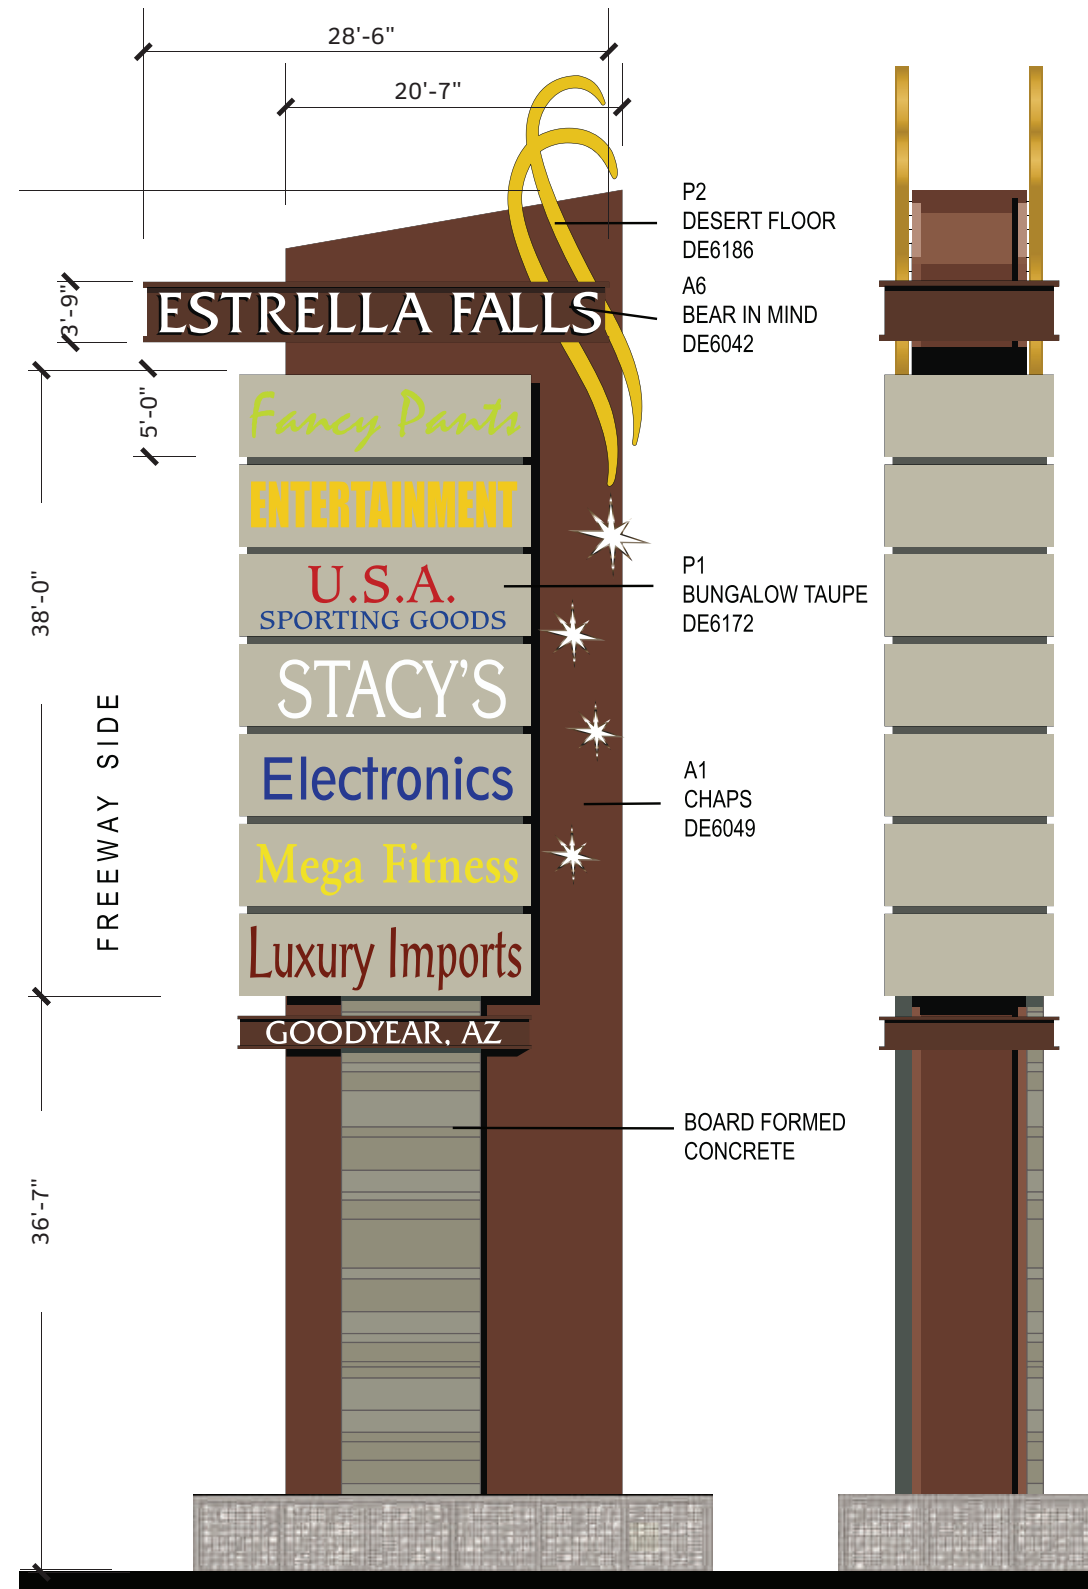 28'-6"
20'-7"
P2
DESERT FLOOR
DE6186
A6
BEAR IN MIND
DE6042
3'-9"
ESTRELLA FALLS
5'-0"
Fancy Pants
ENTERTAINMENT
U.S.A.
SPORTING GOODS
P1
BUNGALOW TAUPE
DE6172
38'-0"
STACY'S
FREEWAY SIDE
Electronics
A1
CHAPS
DE6049
Mega Fitness
Luxury Imports
GOODYEAR, AZ
BOARD FORMED
CONCRETE
36'-7"